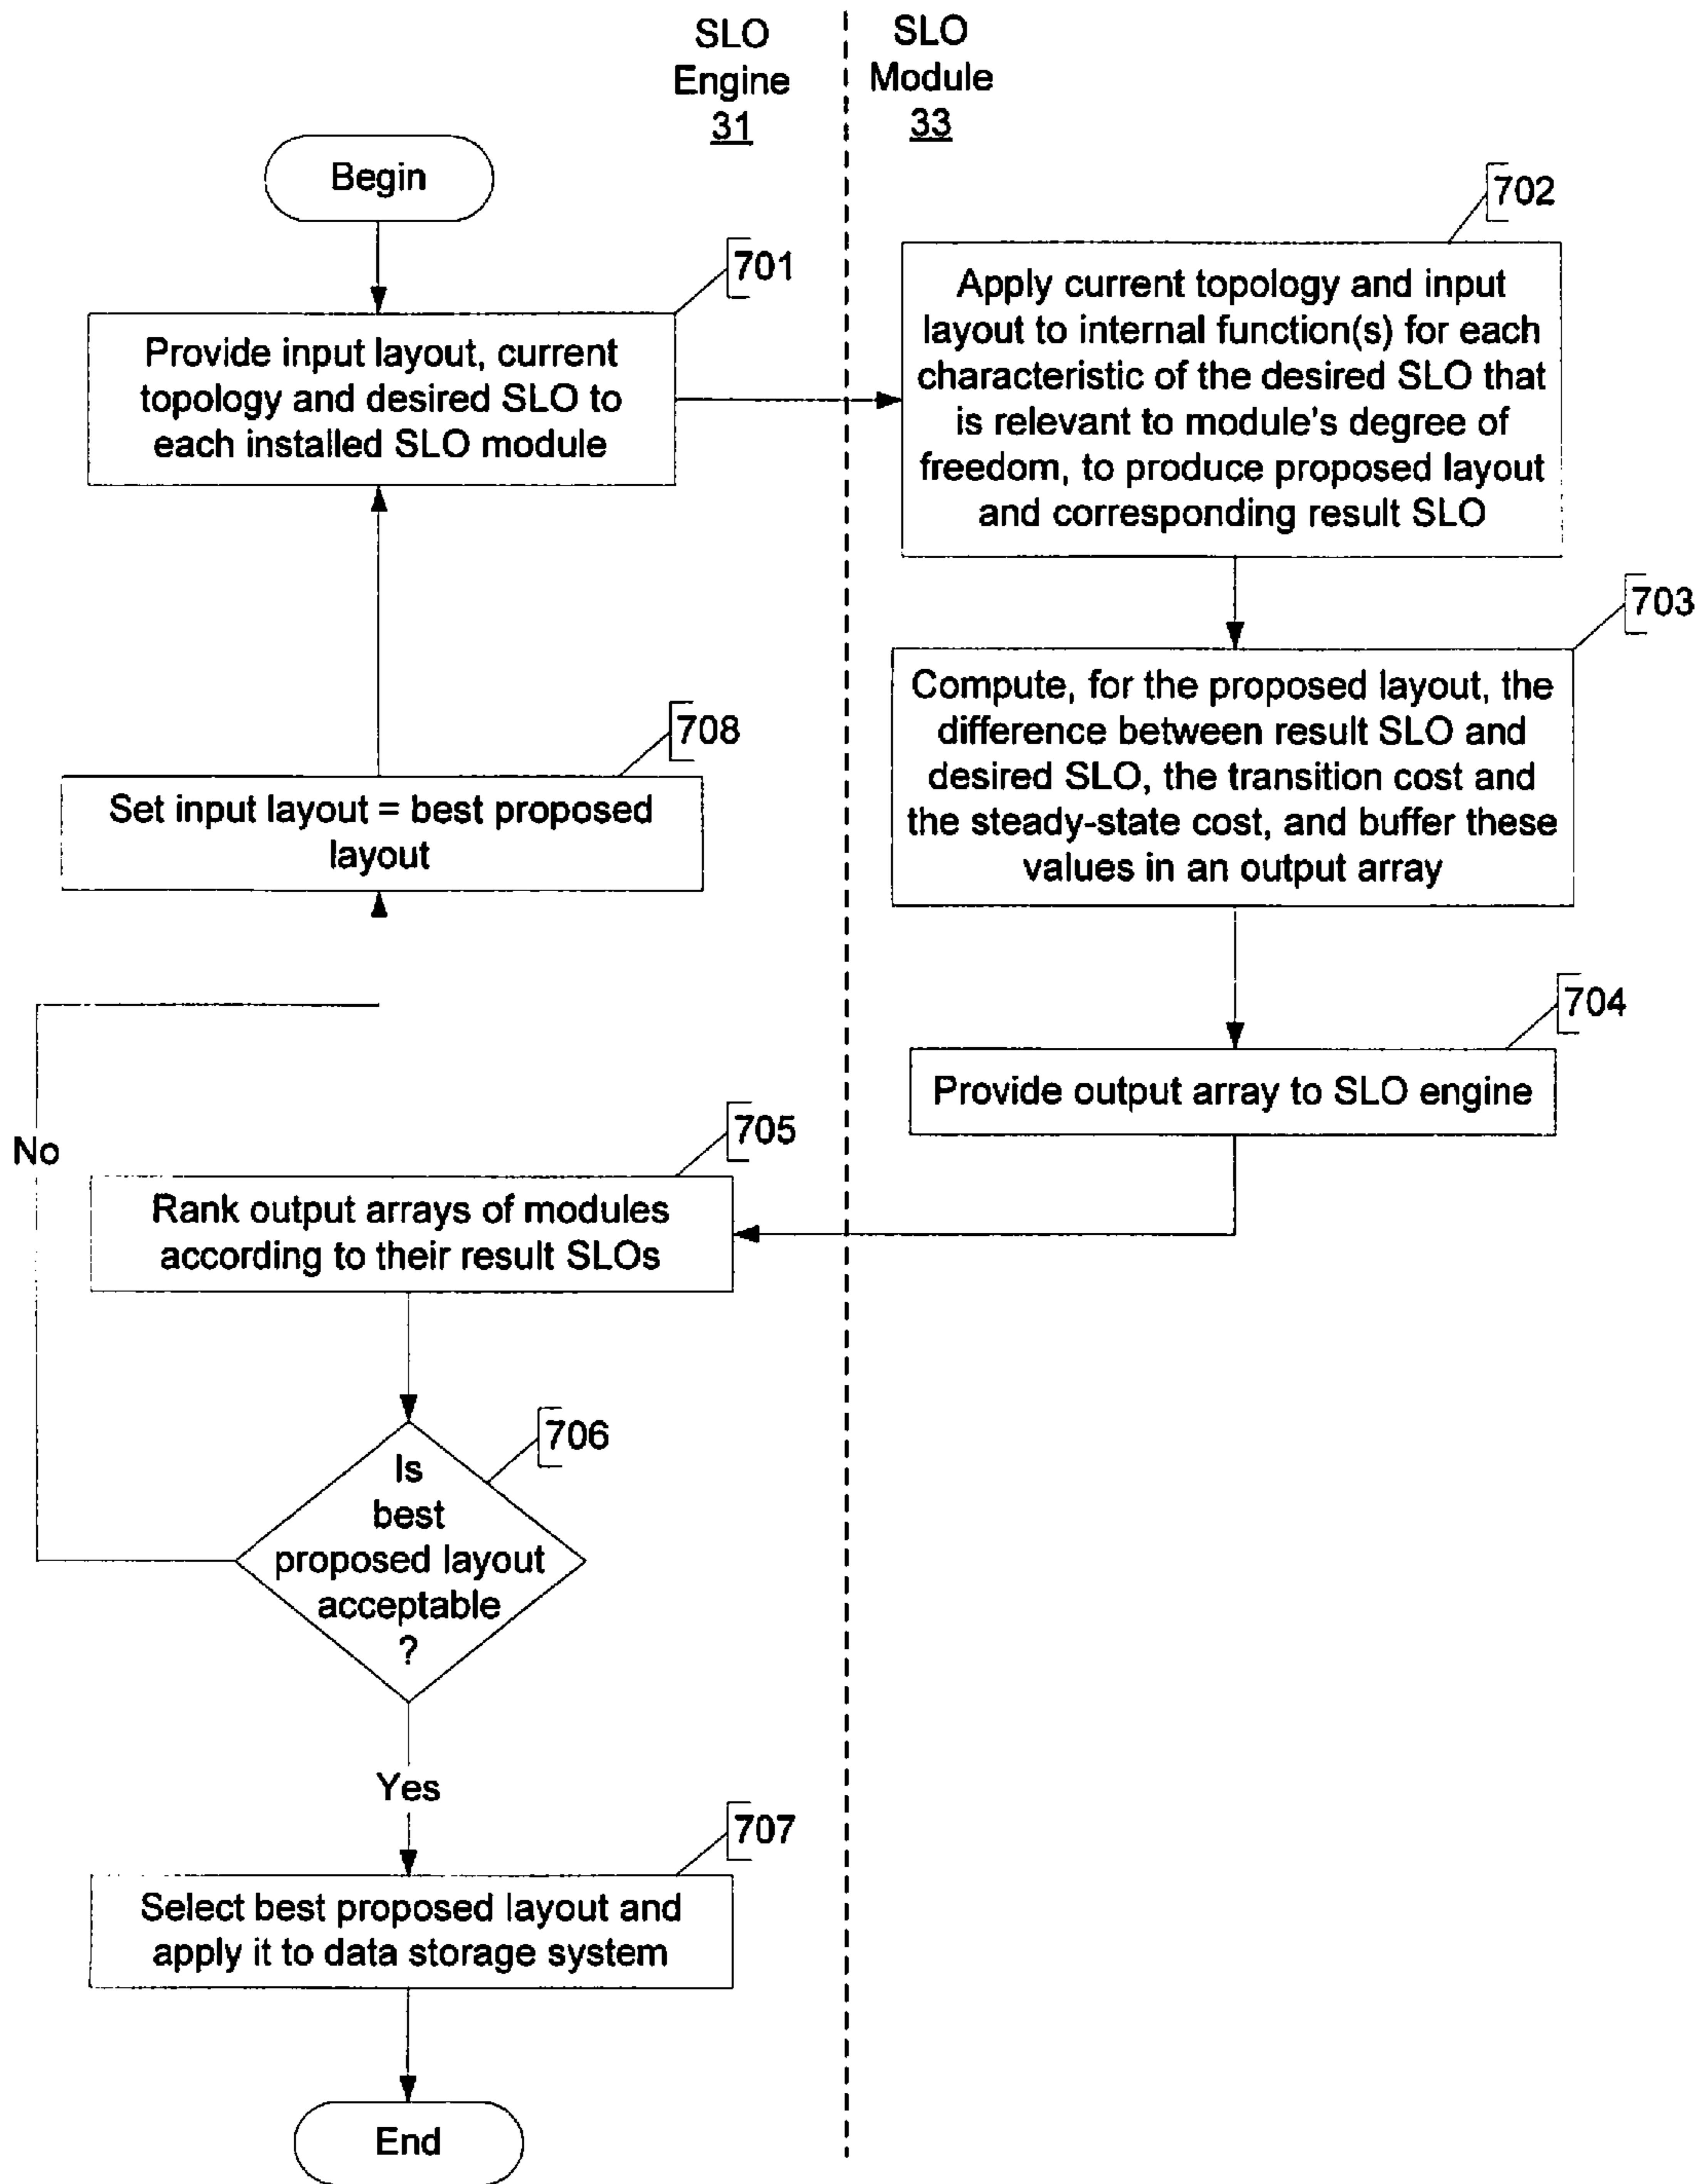 SLO
Engine
31
SLO
Module
33
Begin
701
Provide input layout, current
topology and desired SLO to
each installed SLO module
702
Apply current topology and input
layout to internal function(s) for each
characteristic of the desired SLO that
is relevant to module's degree of
freedom, to produce proposed layout
and corresponding result SLO
703
Compute, for the proposed layout, the
difference between result SLO and
desired SLO, the transition cost and
the steady-state cost, and buffer these
values in an output array
708
Set input layout = best proposed
layout
704
Provide output array to SLO engine
No
705
Rank output arrays of modules
according to their result SLOs
706
Is
best
proposed layout
acceptable
?
Yes
707
Select best proposed layout and
apply it to data storage system
End